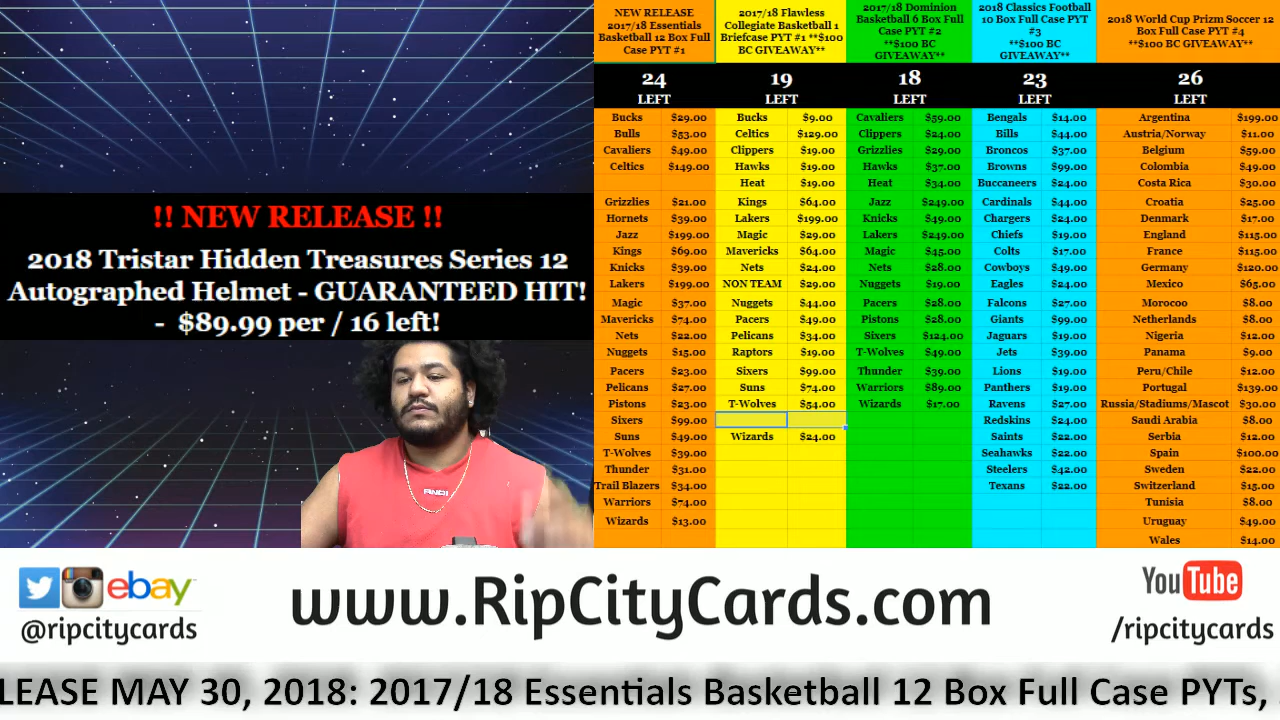 !! NEW RELEASE !!
2018 Tristar Hidden Treasures Series 12
Autographed Helmet - GUARANTEED HIT!
- $89.99 per / 16 left!
NEW RELEASE
2017/18 Essentials
Basketball 12 Box Full
Case PYT #1
24
LEFT
Bucks $29.00
Bulls $53.00
Cavaliers $49.00
Celtics $149.00
Grizzlies $21.00
Hornets $39.00
Jazz $199.00
Kings $69.00
Knicks $39.00
Lakers $199.00
Magic $37.00
Mavericks $74.00
Nets $22.00
Nuggets $15.00
Pacers $23.00
Pelicans $27.00
Pistons $23.00
Sixers $99.00
Suns $49.00
T-Wolves $39.00
Thunder $31.00
Trail Blazers $34.00
Warriors $74.00
Wizards $13.00
2017/18 Flawless
Collegiate Basketball 1
Briefcase PYT #1 **$100
BC GIVEAWAY**
19
LEFT
Bucks $9.00
Celtics $129.00
Clippers $19.00
Hawks $19.00
Heat $19.00
Kings $64.00
Lakers $199.00
Magic $29.00
Mavericks $64.00
Nets $24.00
NON TEAM $29.00
Nuggets $44.00
Pacers $49.00
Pelicans $34.00
Raptors $19.00
Sixers $99.00
Suns $74.00
T-Wolves $54.00
Wizards $24.00
2017/18 Dominion
Basketball 6 Box Full
Case PYT #2
**$100 BC
GIVEAWAY**
18
LEFT
Cavaliers $59.00
Clippers $24.00
Grizzlies $29.00
Hawks $37.00
Heat $34.00
Jazz $249.00
Knicks $49.00
Lakers $249.00
Magic $45.00
Nets $28.00
Nuggets $19.00
Pacers $28.00
Pistons $28.00
Sixers $124.00
T-Wolves $49.00
Thunder $39.00
Warriors $89.00
Wizards $17.00
2018 Classics Football
10 Box Full Case PYT
#3
**$100 BC
GIVEAWAY**
23
LEFT
Bengals $14.00
Bills $44.00
Broncos $37.00
Browns $99.00
Buccaneers $24.00
Cardinals $44.00
Chargers $24.00
Chiefs $19.00
Colts $17.00
Cowboys $49.00
Eagles $24.00
Falcons $27.00
Giants $99.00
Jaguars $19.00
Jets $39.00
Lions $19.00
Panthers $19.00
Ravens $27.00
Redskins $24.00
Saints $22.00
Seahawks $22.00
Steelers $42.00
Texans $22.00
2018 World Cup Prizm Soccer 12
Box Full Case PYT #4
**$100 BC GIVEAWAY**
26
LEFT
Argentina $199.00
Austria/Norway $11.00
Belgium $59.00
Colombia $49.00
Costa Rica $30.00
Croatia $25.00
Denmark $17.00
England $115.00
France $115.00
Germany $120.00
Mexico $65.00
Morocoo $8.00
Netherlands $8.00
Nigeria $12.00
Panama $9.00
Peru/Chile $12.00
Portugal $139.00
Russia/Stadiums/Mascot $30.00
Saudi Arabia $8.00
Serbia $12.00
Spain $100.00
Sweden $22.00
Switzerland $15.00
Tunisia $8.00
Uruguay $49.00
Wales $14.00
ebay
@ripcitycards
www.RipCityCards.com
YouTube
/ripcitycards
LEASE MAY 30, 2018: 2017/18 Essentials Basketball 12 Box Full Case PYTs,